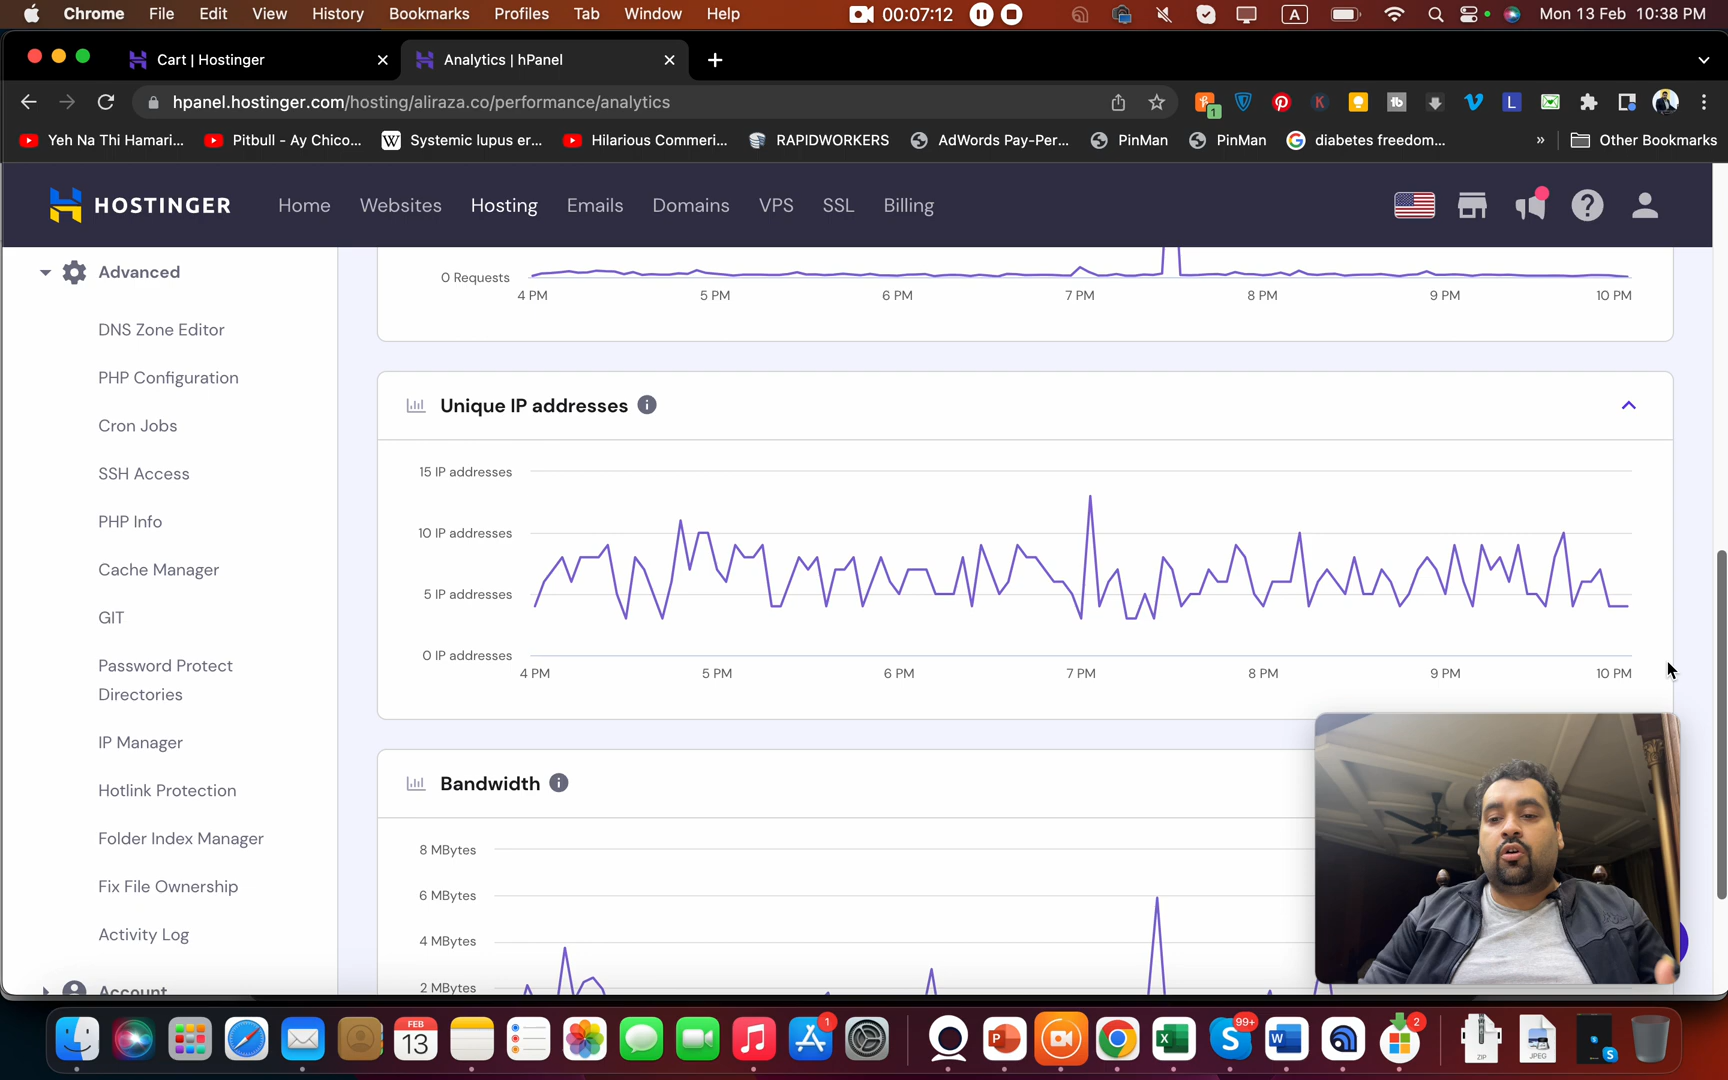 Chrome File Edit View History Bookmarks Profiles Tab Window Help 00:07:12 A Mon 13 Feb 10:38 PM
Cart | Hostinger Analytics | hPanel
hpanel.hostinger.com/hosting/aliraza.co/performance/analytics
1
Yeh Na Thi Hamari... Pitbull - Ay Chico... Systemic lupus er... Hilarious Commeri... RAPIDWORKERS AdWords Pay-Per... PinMan PinMan diabetes freedom... » Other Bookmarks
HOSTINGER Home Websites Hosting Emails Domains VPS SSL Billing
Advanced
DNS Zone Editor
PHP Configuration
Cron Jobs
SSH Access
PHP Info
Cache Manager
GIT
Password Protect
Directories
IP Manager
Hotlink Protection
Folder Index Manager
Fix File Ownership
Activity Log
Account
0 Requests
4 PM 5 PM 6 PM 7 PM 8 PM 9 PM 10 PM
Unique IP addresses
15 IP addresses
10 IP addresses
5 IP addresses
0 IP addresses
4 PM 5 PM 6 PM 7 PM 8 PM 9 PM 10 PM
Bandwidth
8 MBytes
6 MBytes
4 MBytes
2 MBytes
FEB
13
1
99+
2
ZIP
JPEG